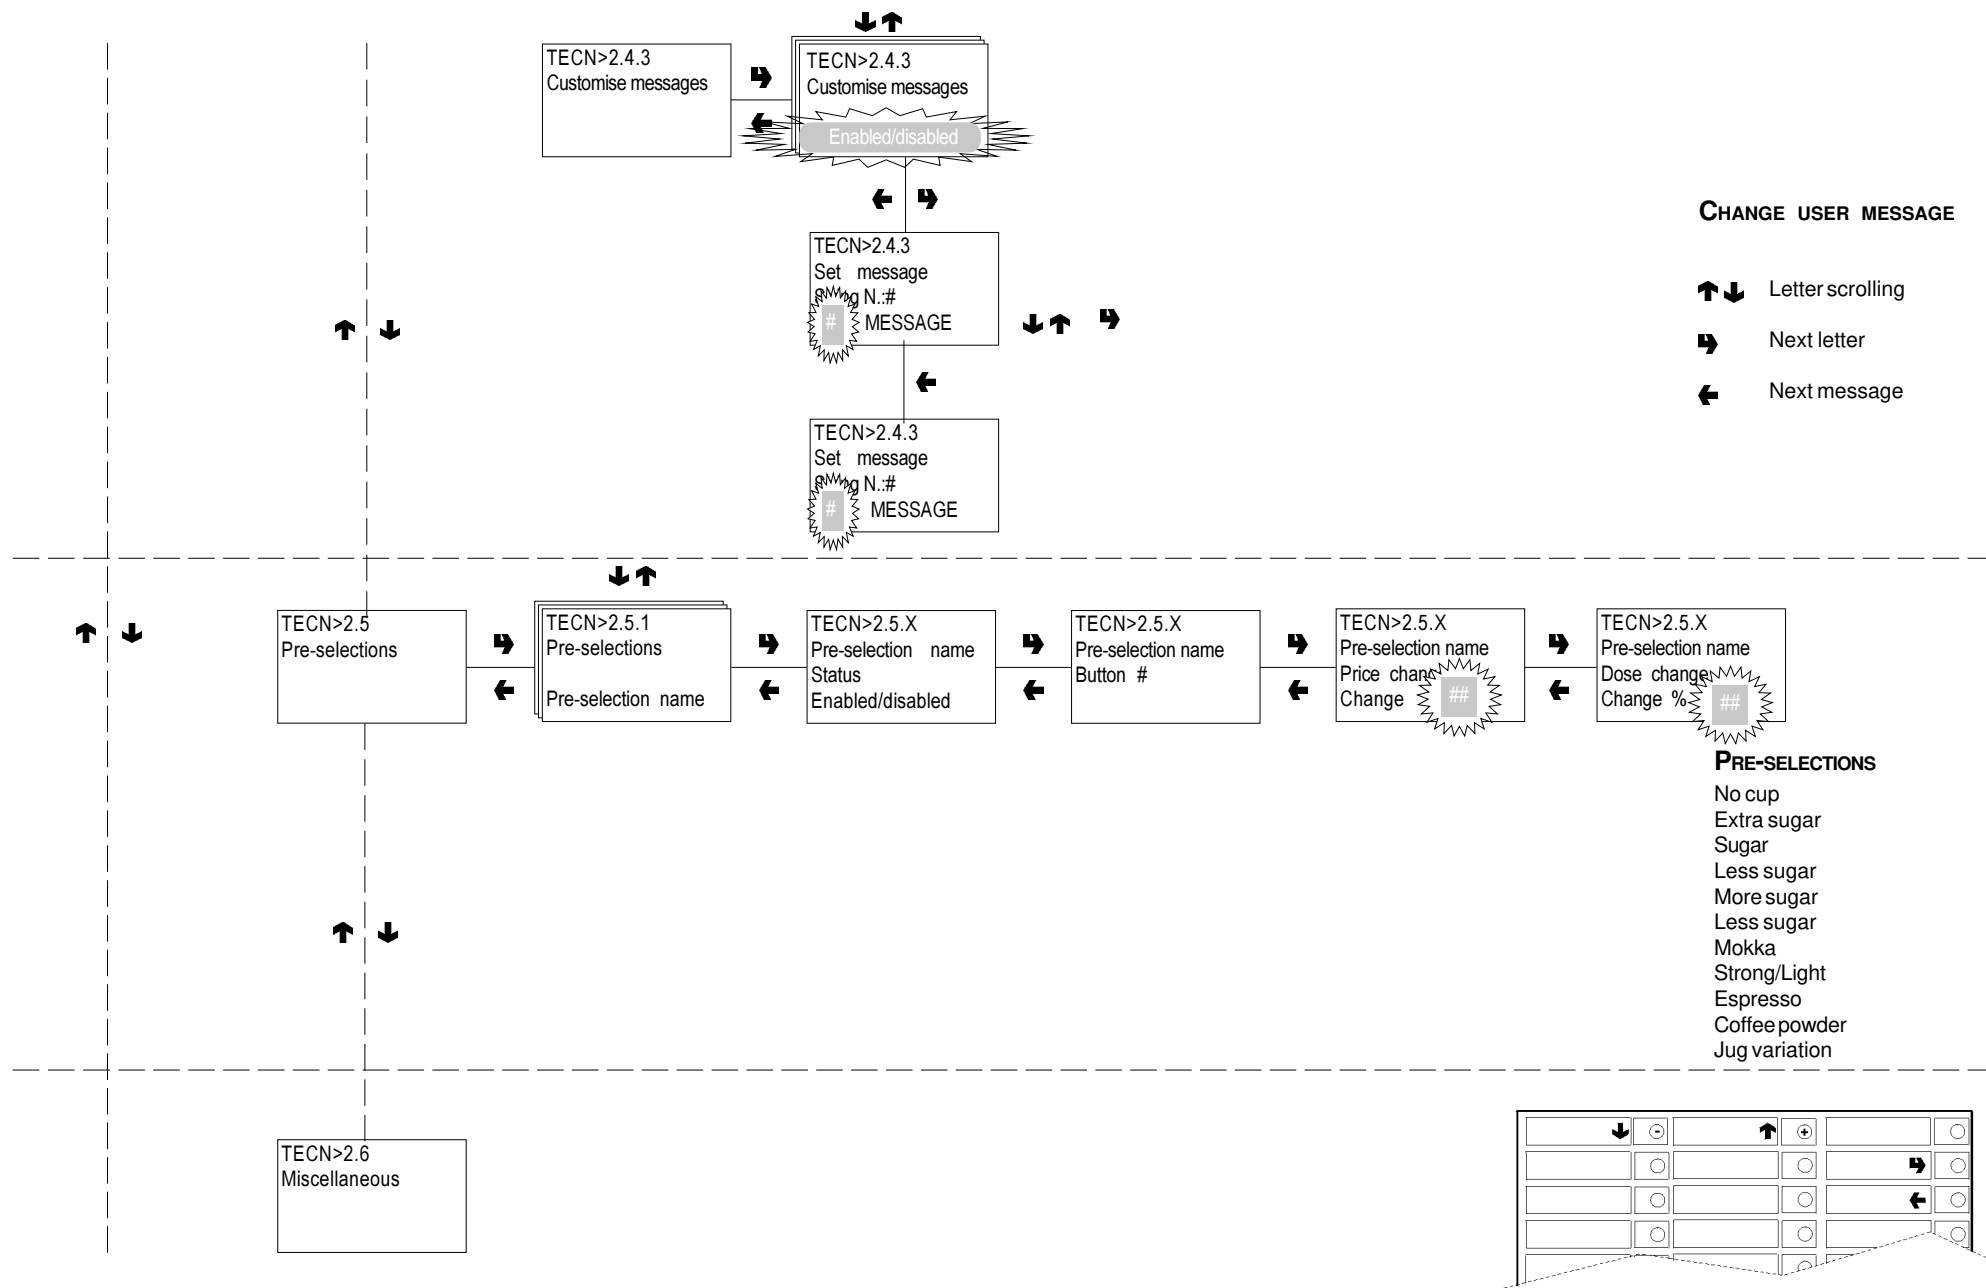 TECN>2.4.3
Customise messages
TECN>2.4.3
Customise messages
Enabled/disabled
TECN>2.4.3
Set message
N.:#
# MESSAGE
TECN>2.4.3
Set message
N.:#
# MESSAGE
CHANGE USER MESSAGE
Letter scrolling
Next letter
Next message
TECN>2.5
Pre-selections
TECN>2.5.1
Pre-selections
Pre-selection name
TECN>2.5.X
Pre-selection name
Status
Enabled/disabled
TECN>2.5.X
Pre-selection name
Button #
TECN>2.5.X
Pre-selection name
Price
Change ##
TECN>2.5.X
Pre-selection name
Dose change
Change % ##
PRE-SELECTIONS
No cup
Extra sugar
Sugar
Less sugar
More sugar
Less sugar
Mokka
Strong/Light
Espresso
Coffee powder
Jug variation
TECN>2.6
Miscellaneous
- +